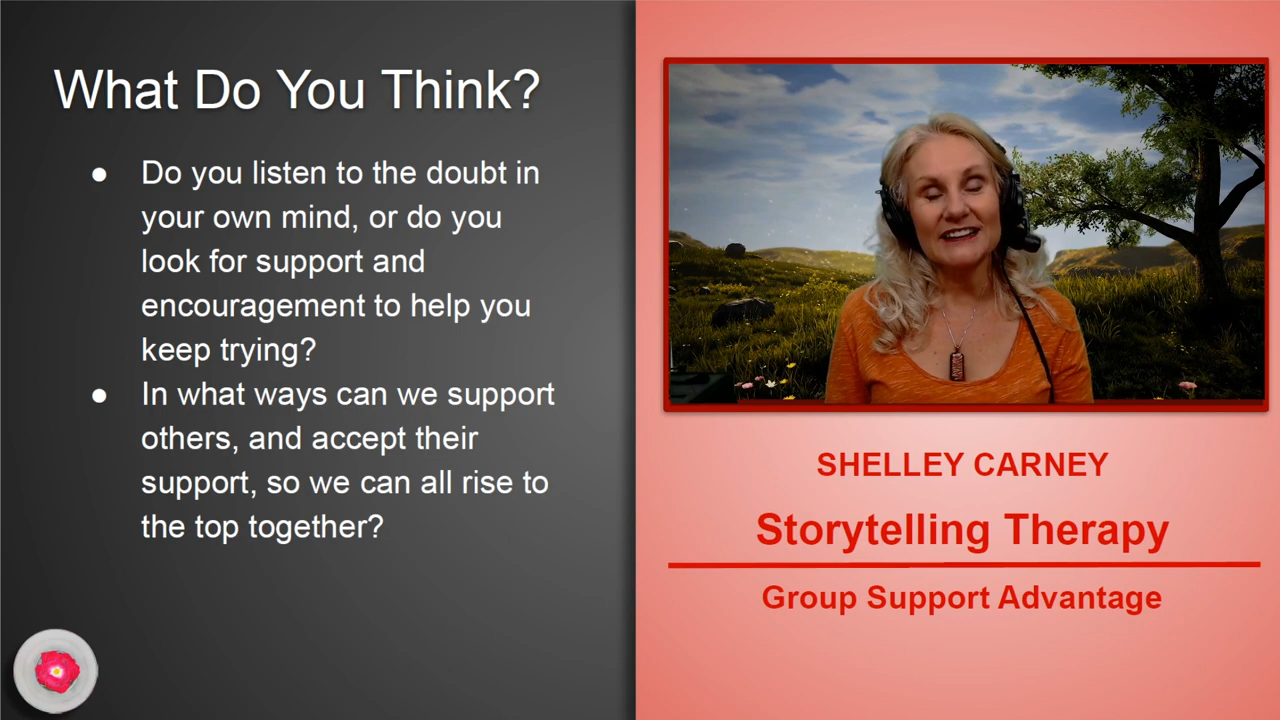 What Do You Think?
● Do you listen to the doubt in
your own mind, or do you
look for support and
encouragement to help you
keep trying?
● In what ways can we support
others, and accept their
support, so we can all rise to
the top together?
SHELLEY CARNEY
Storytelling Therapy
Group Support Advantage